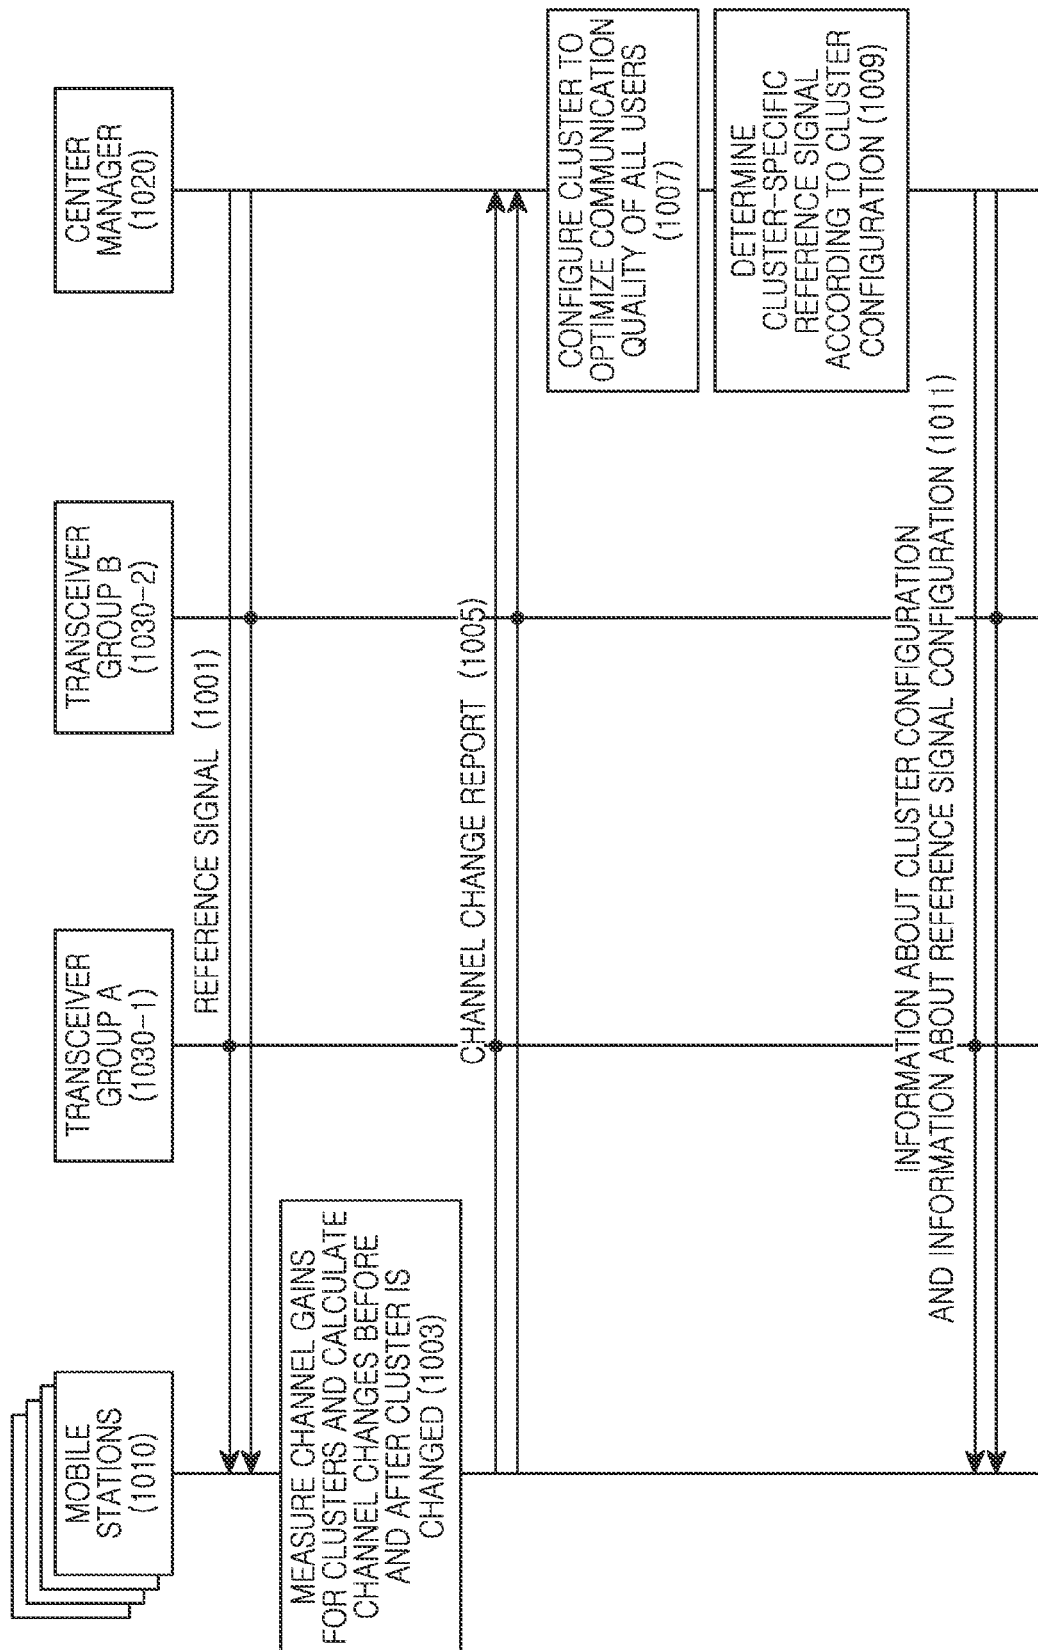 MOBILE
STATIONS
(1010)
TRANSCEIVER
GROUP A
(1030-1)
TRANSCEIVER
GROUP B
(1030-2)
CENTER
MANAGER
(1020)
REFERENCE SIGNAL (1001)
MEASURE CHANNEL GAINS
FOR CLUSTERS AND CALCULATE
CHANNEL CHANGES BEFORE
AND AFTER CLUSTER IS
CHANGED (1003)
CHANNEL CHANGE REPORT (1005)
CONFIGURE CLUSTER TO
OPTIMIZE COMMUNICATION
QUALITY OF ALL USERS
(1007)
DETERMINE
CLUSTER-SPECIFIC
REFERENCE SIGNAL
ACCORDING TO CLUSTER
CONFIGURATION (1009)
INFORMATION ABOUT CLUSTER CONFIGURATION
AND INFORMATION ABOUT REFERENCE SIGNAL CONFIGURATION (1011)